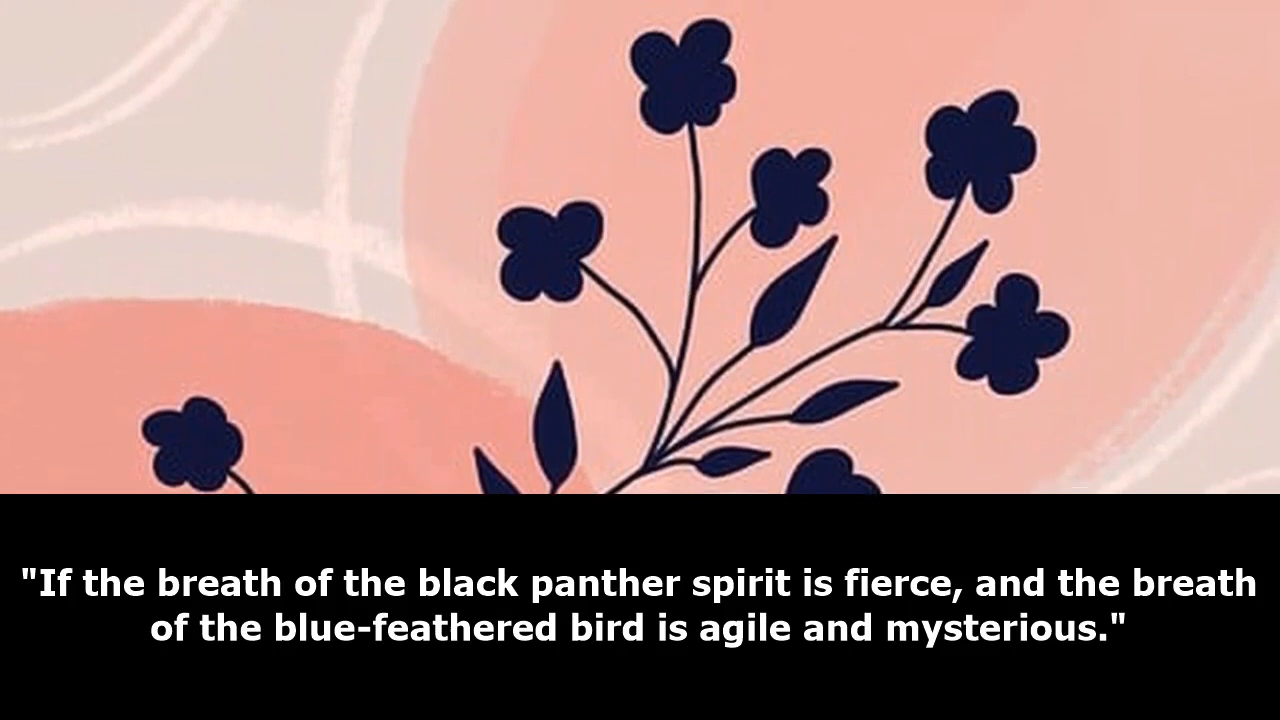 "If the breath of the black panther spirit is fierce, and the breath
of the blue-feathered bird is agile and mysterious."